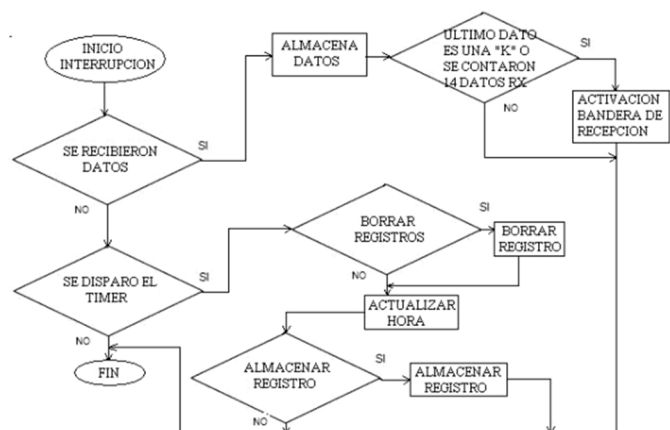 INICIO
INTERRUPCION
ALMACENA
DATOS
ULTIMO DATO
ES UNA "K" O
SE CONTARON
14 DATOS RX
SI
NO
ACTIVACION
BANDERA DE
RECEPCION
SE RECIBIERON
DATOS
SI
NO
BORRAR
REGISTROS
SI
BORRAR
REGISTRO
NO
SE DISPARO EL
TIMER
SI
NO
ACTUALIZAR
HORA
FIN
ALMACENAR
REGISTRO
SI
ALMACENAR
REGISTRO
NO